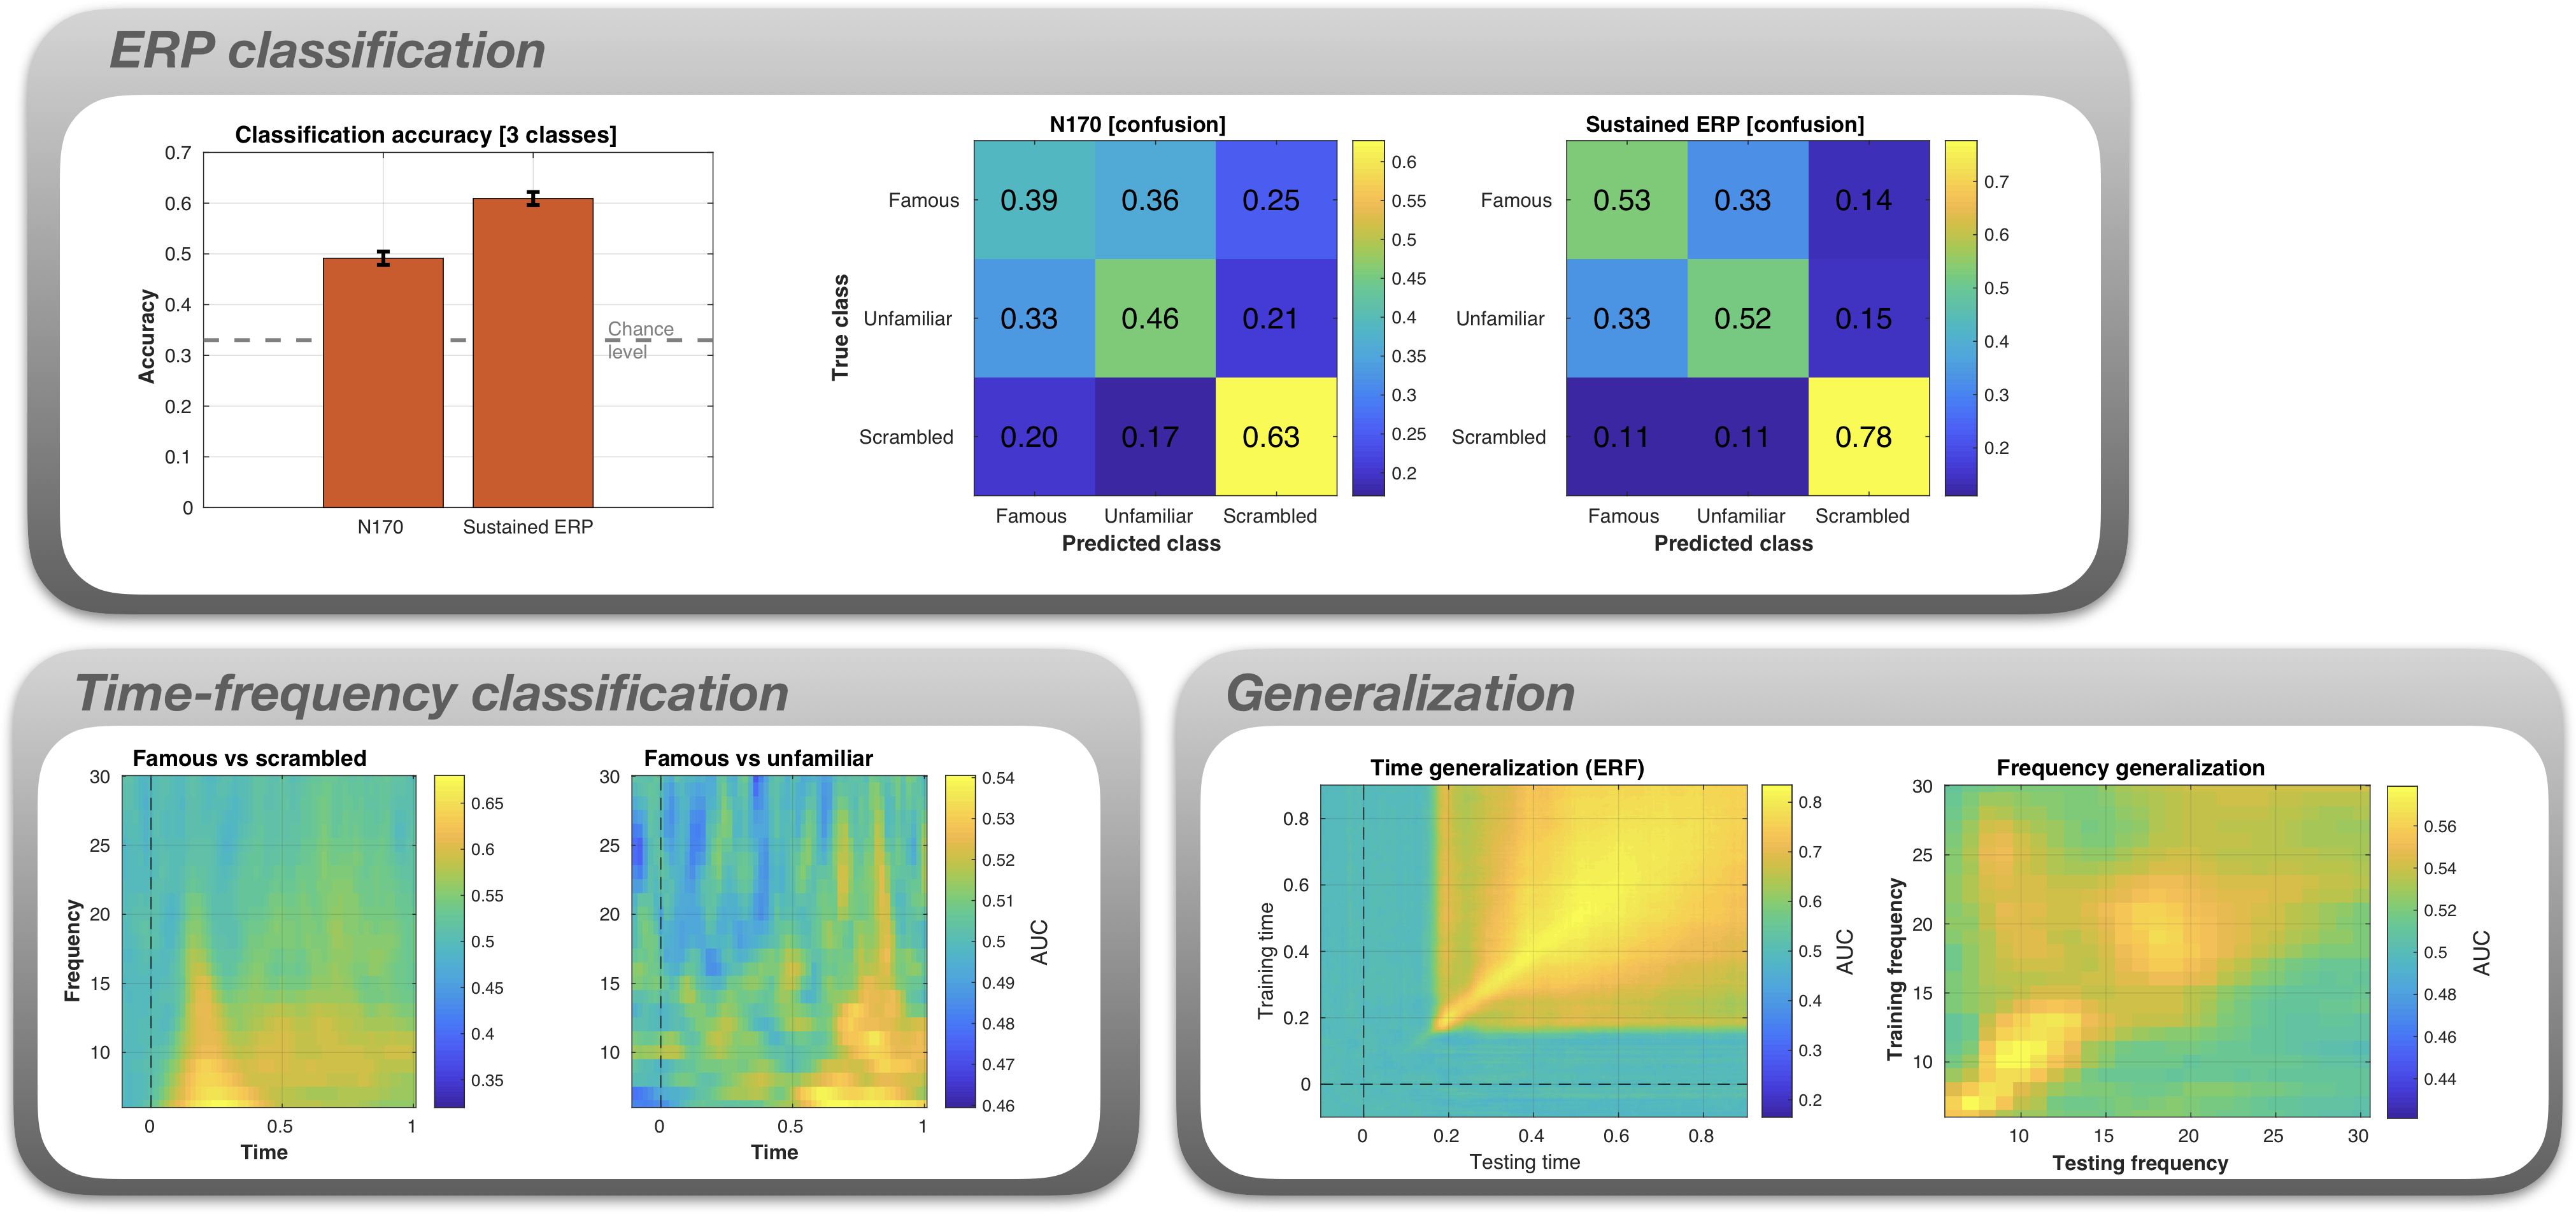 ERP classification
Classification accuracy [3 classes]
0.7
0.6
0.5
0.4
0.3
0.2
0.1
0
Accuracy
Chance
level
N170
Sustained ERP
N170 [confusion]
True class
Famous
Unfamiliar
Scrambled
0.39 0.36 0.25
0.33 0.46 0.21
0.20 0.17 0.63
Famous Unfamiliar Scrambled
Predicted class
0.6
0.55
0.5
0.45
0.4
0.35
0.3
0.25
0.2
Sustained ERP [confusion]
Famous
Unfamiliar
Scrambled
0.53 0.33 0.14
0.33 0.52 0.15
0.11 0.11 0.78
Famous Unfamiliar Scrambled
Predicted class
0.7
0.6
0.5
0.4
0.3
0.2
Time-frequency classification
Famous vs scrambled
Frequency
30
25
20
15
10
0 0.5 1
Time
0.65
0.6
0.55
0.5
0.45
0.4
0.35
Famous vs unfamiliar
30
25
20
15
10
0 0.5 1
Time
0.54
0.53
0.52
0.51
0.5
0.49
0.48
0.47
0.46
AUC
Generalization
Time generalization (ERF)
Training time
0.8
0.6
0.4
0.2
0
0 0.2 0.4 0.6 0.8
Testing time
0.8
0.7
0.6
0.5
0.4
0.3
0.2
AUC
Frequency generalization
Training frequency
30
25
20
15
10
10 15 20 25 30
Testing frequency
0.56
0.54
0.52
0.5
0.48
0.46
0.44
AUC